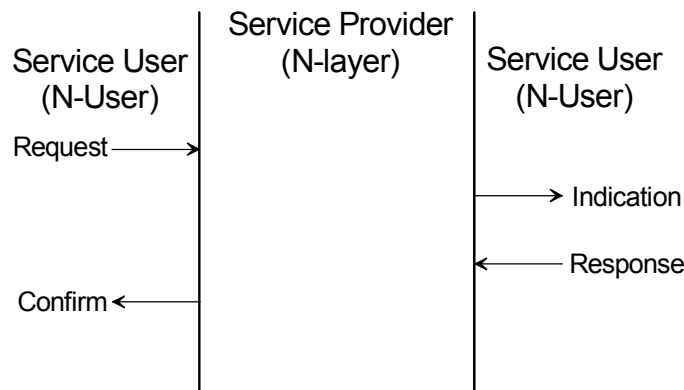 Service Provider
(N-layer)
Service User
(N-User)
Service User
(N-User)
Request
Indication
Response
Confirm